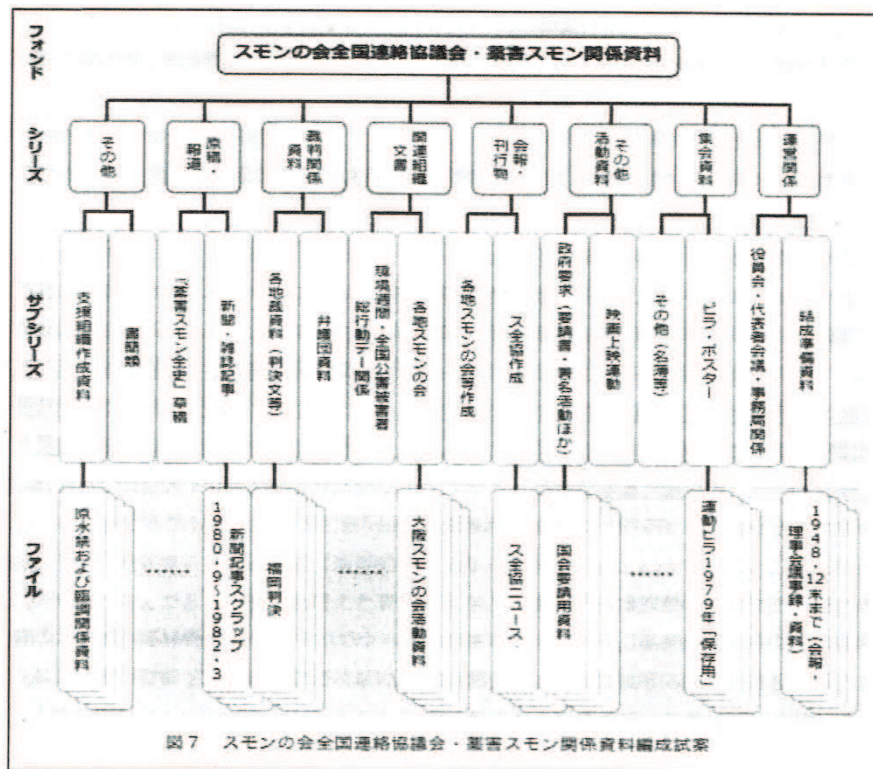 フォンド
スモンの会全国連絡協議会・薬害スモン関係資料
シリーズ
運営関係
集会資料
その他
活動資料
会報・
刊行物
関連組織
文書
裁判関係
資料
原稿・
報道
その他
サブシリーズ
結成準備資料
役員会・代表者会議・事務局関係
ビラ・ポスター
その他（名簿等）
映画上映運動
政府要求（要請書・署名活動ほか）
ス全協作成
各地スモンの会等作成
各地スモンの会
環境週間・全国公害被害者
総行動デー関係
弁護団資料
各地裁資料（判決文等）
新聞・雑誌記事
『薬害スモン全史』草稿
書簡類
支援組織作成資料
ファイル
1948・12末まで（会報・
理事会議事録・資料）
運動ビラ1979年「保存用」
……
国会要請用資料
ス全協ニュース
大阪スモンの会活動資料
……
福岡判決
新聞記事スクラップ
1980・9～1982・3
……
原水禁および臨調関係資料
図7　スモンの会全国連絡協議会・薬害スモン関係資料編成試案